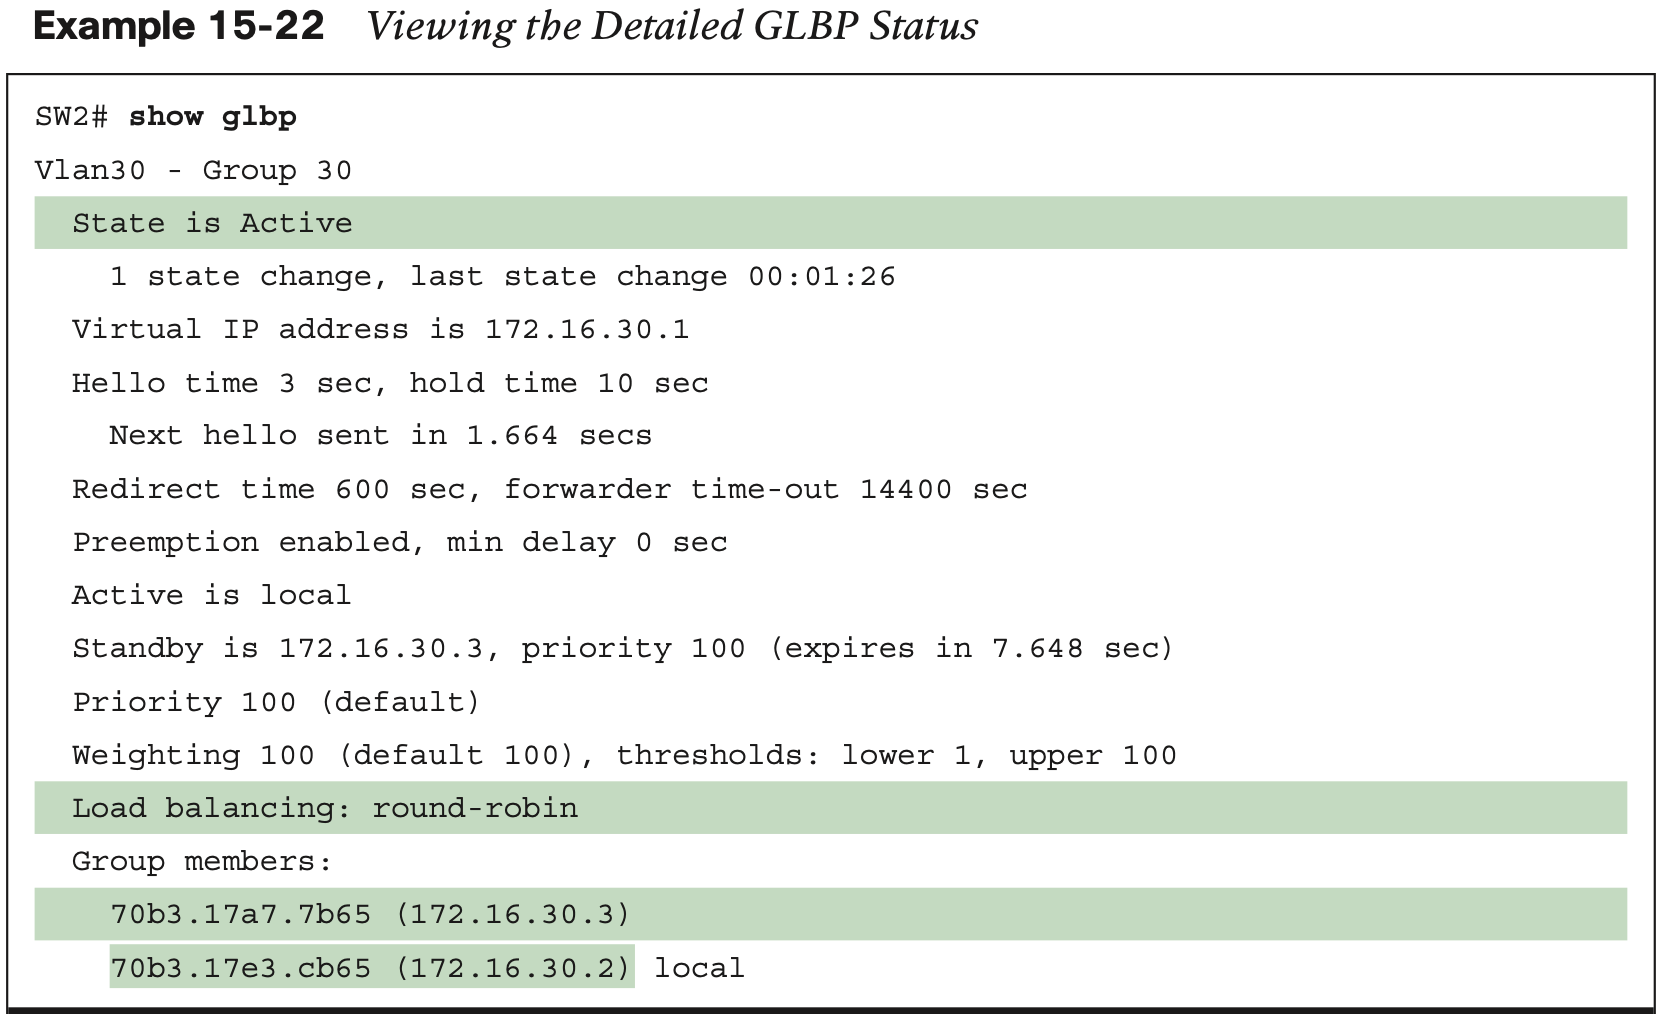 Example 15-22 Viewing the Detailed GLBP Status
SW2# show glbp
Vlan30 - Group 30
State is Active
1 state change, last state change 00:01:26
Virtual IP address is 172.16.30.1
Hello time 3 sec, hold time 10 sec
Next hello sent in 1.664 secs
Redirect time 600 sec, forwarder time-out 14400 sec
Preemption enabled, min delay 0 sec
Active is local
Standby is 172.16.30.3, priority 100 (expires in 7.648 sec)
Priority 100 (default)
Weighting 100 (default 100), thresholds: lower 1, upper 100
Load balancing: round-robin
Group members:
70b3.17a7.7b65 (172.16.30.3)
70b3.17e3.cb65 (172.16.30.2) local